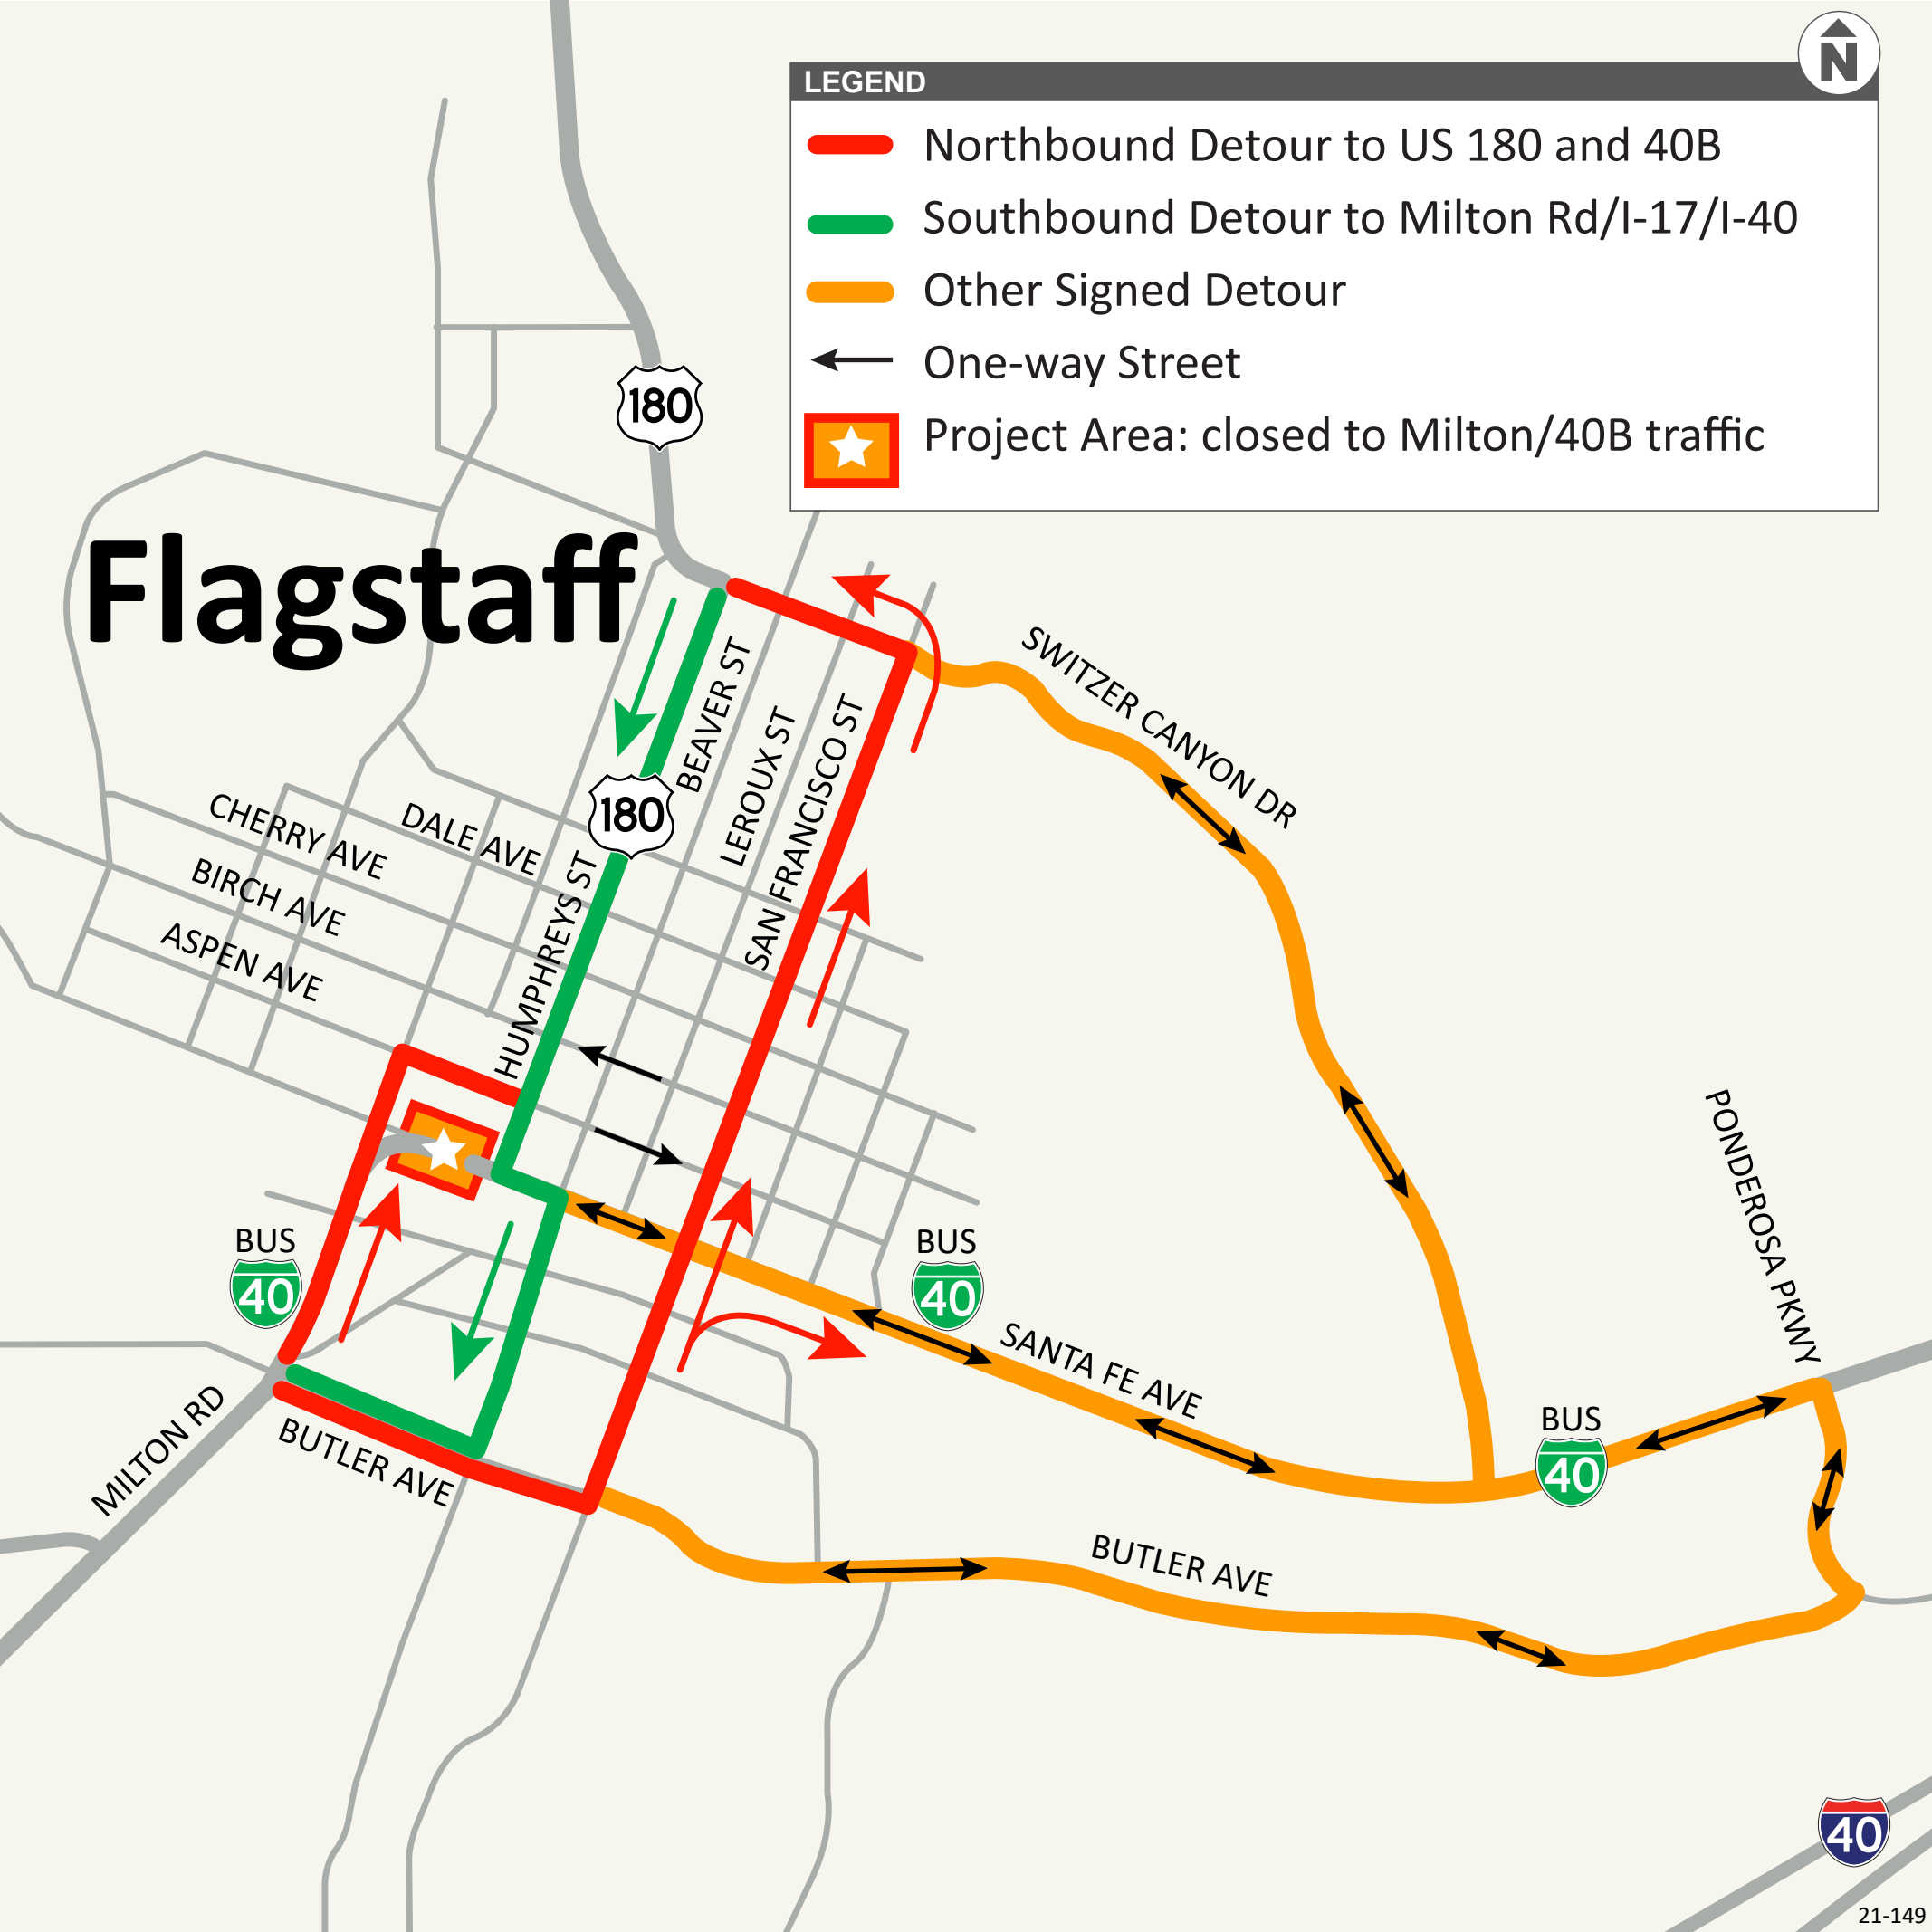 N
LEGEND
Northbound Detour to US 180 and 40B
Southbound Detour to Milton Rd/I-17/I-40
Other Signed Detour
One-way Street
Project Area: closed to Milton/40B traffic
180
Flagstaff
SWITZER CANYON DR
BEAVER ST
LEROUX ST
SAN FRANCISCO ST
180
CHERRY AVE
DALE AVE
BIRCH AVE
HUMPHREYS ST
ASPEN AVE
PONDEROSA PKWY
BUS
40
BUS
40
SANTA FE AVE
MILTON RD
BUTLER AVE
BUS
40
BUTLER AVE
40
21-149